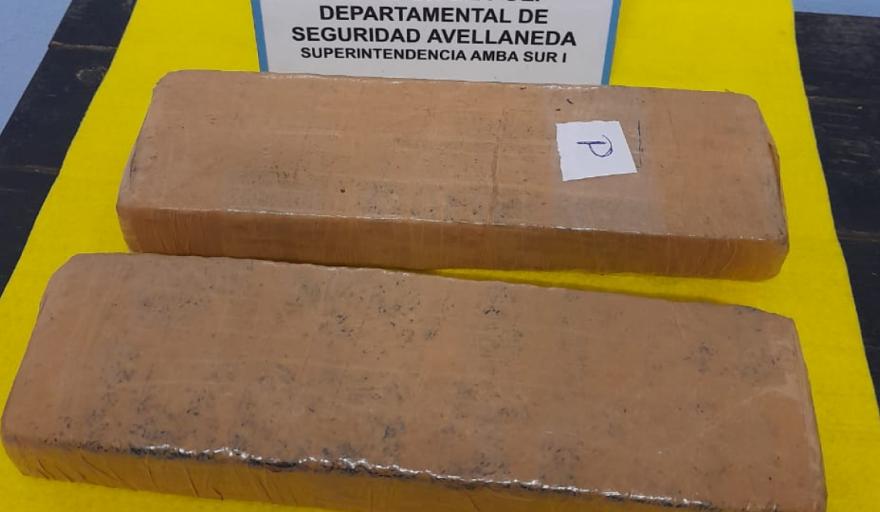 DEPARTAMENTAL DE
SEGURIDAD AVELLANEDA
SUPERINTENDENCIA AMBA SUR I
P